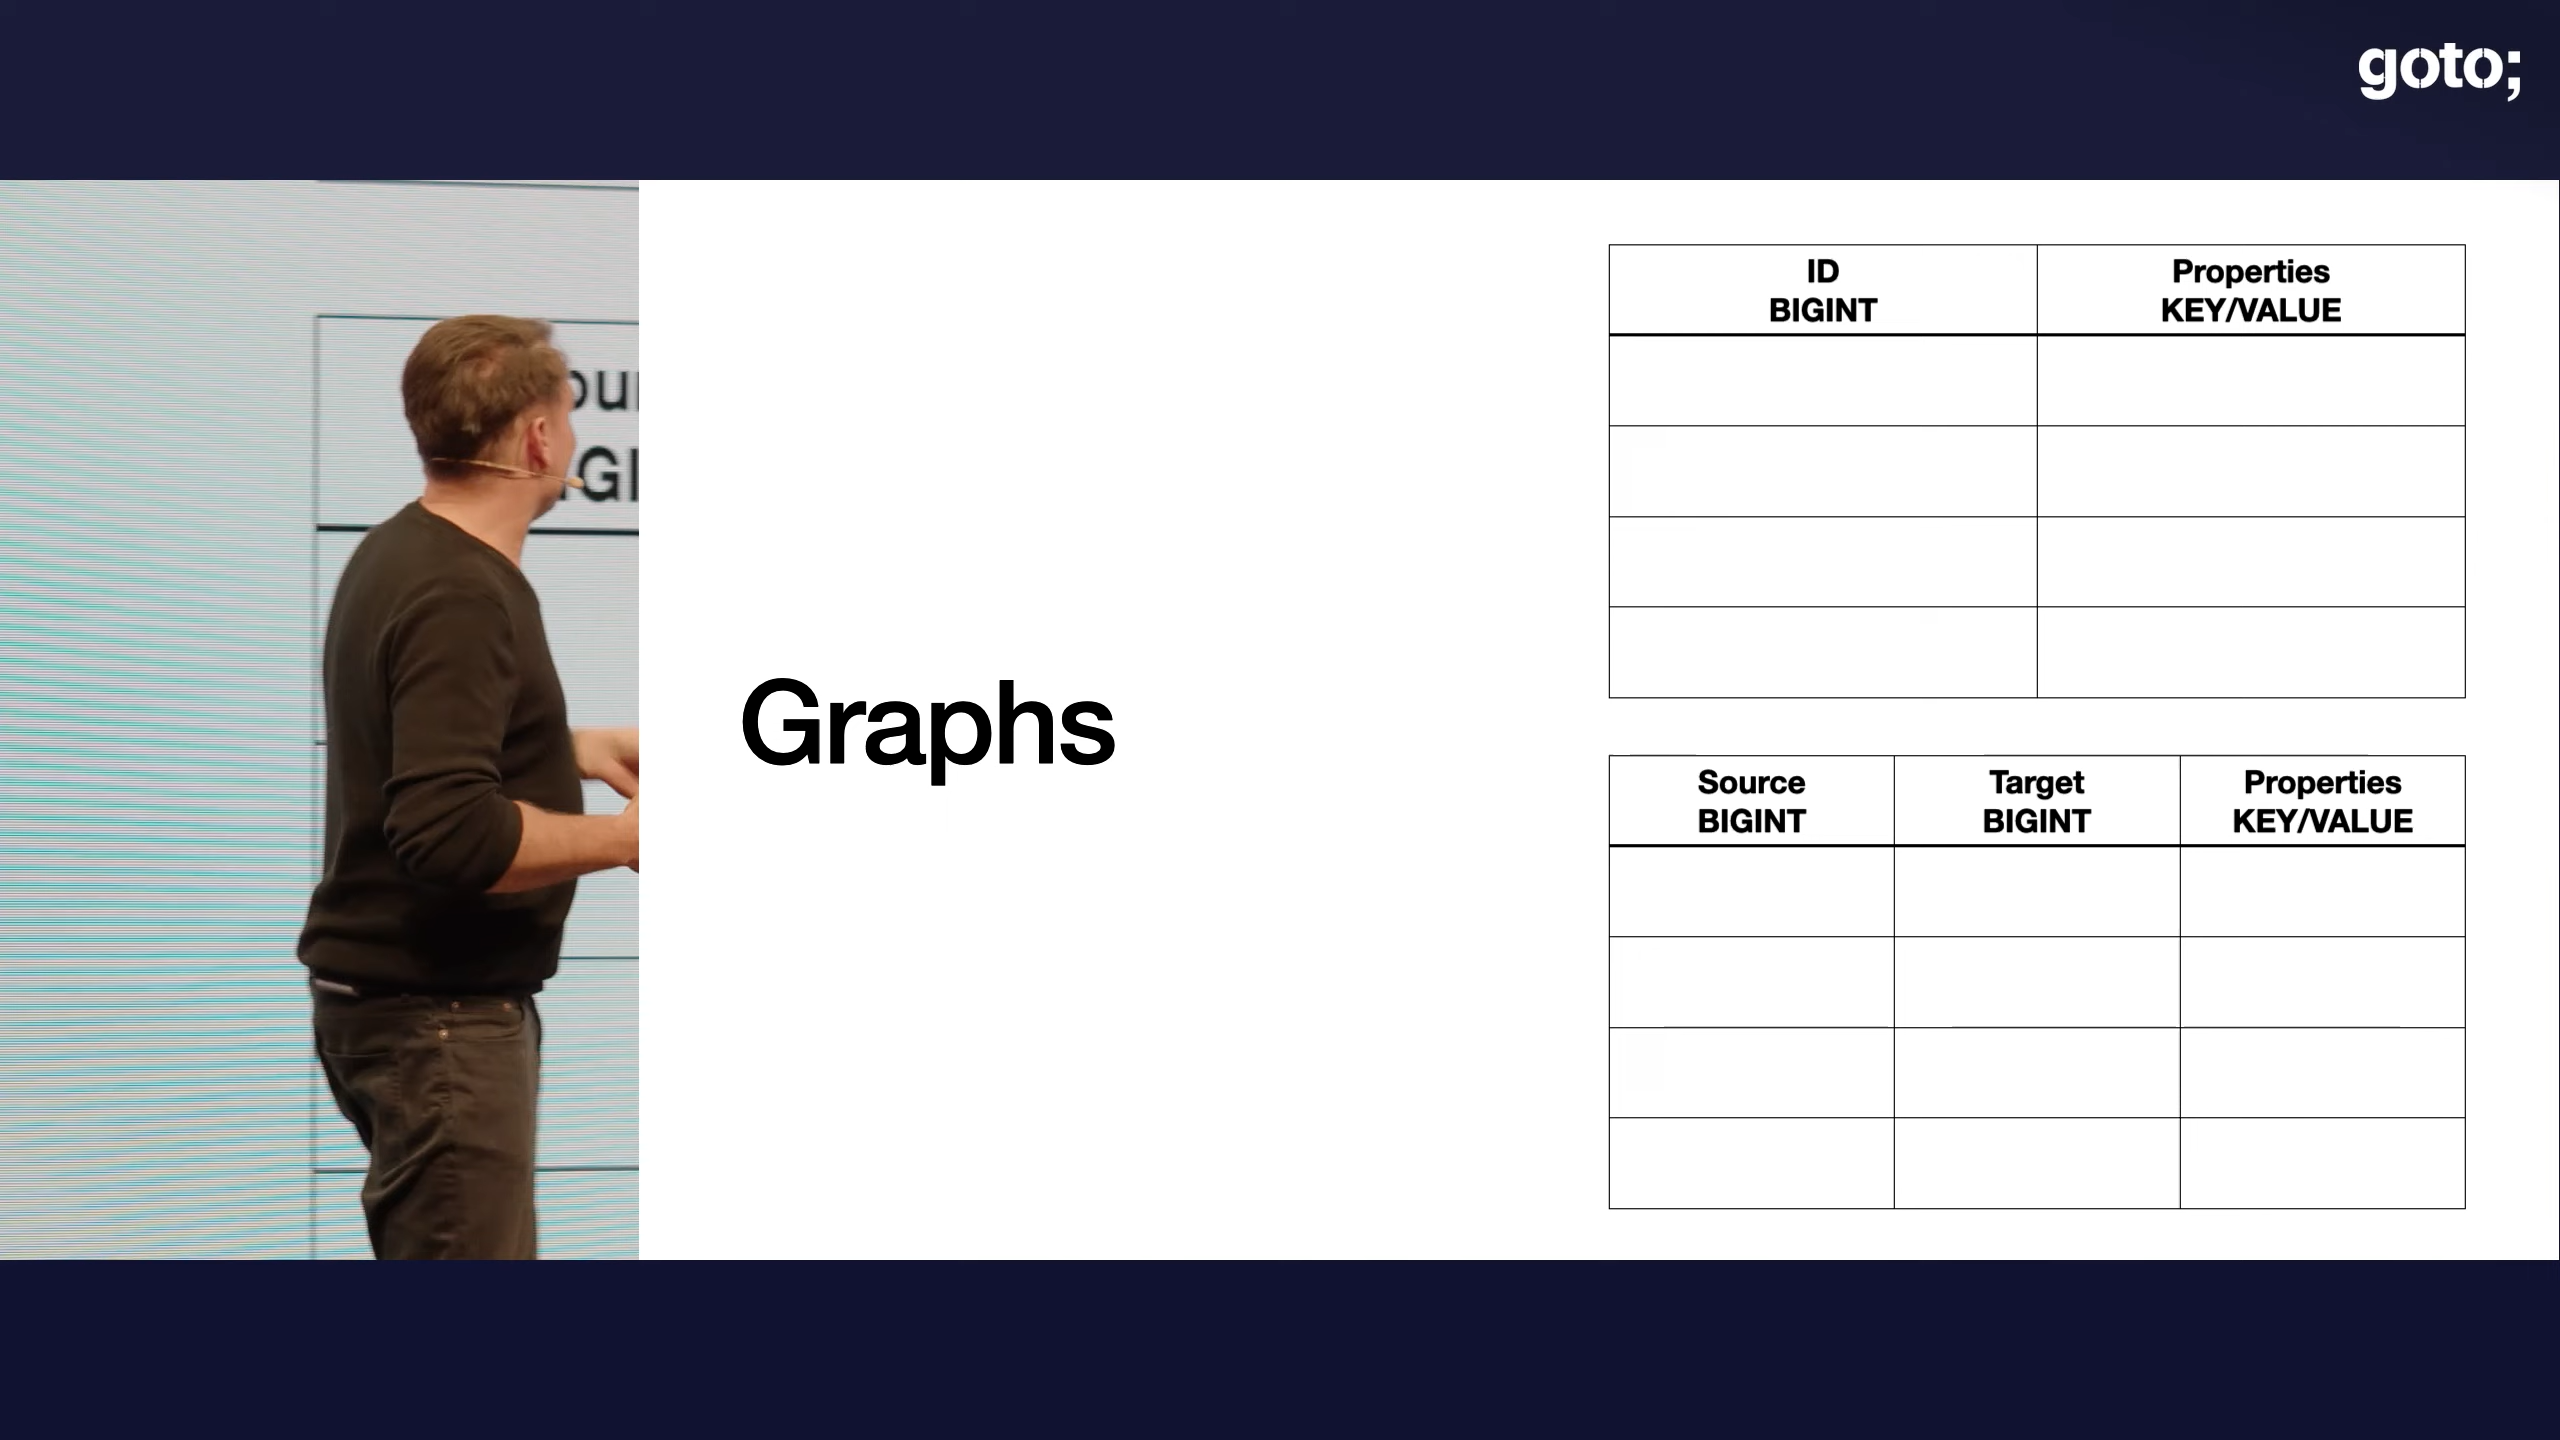 goto;
Graphs
ID
BIGINT
Properties
KEY/VALUE
Source
BIGINT
Target
BIGINT
Properties
KEY/VALUE